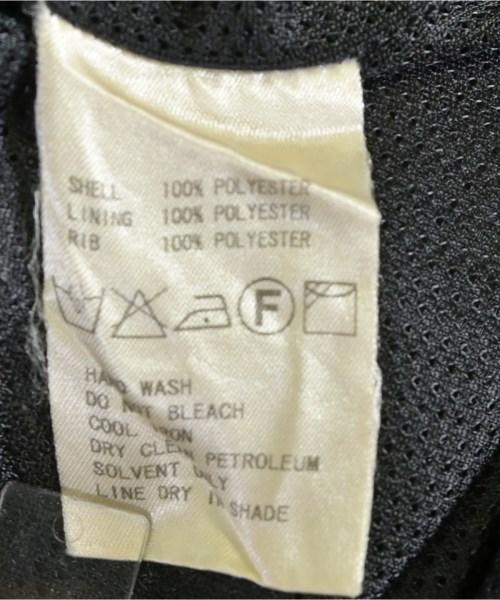 SHELL 100% POLYESTER
LINING 100% POLYESTER
RIB 100% POLYESTER
F
HAND WASH
DO NOT BLEACH
COOL IRON
DRY CLEAN PETROLEUM
SOLVENT ONLY
LINE DRY IN SHADE